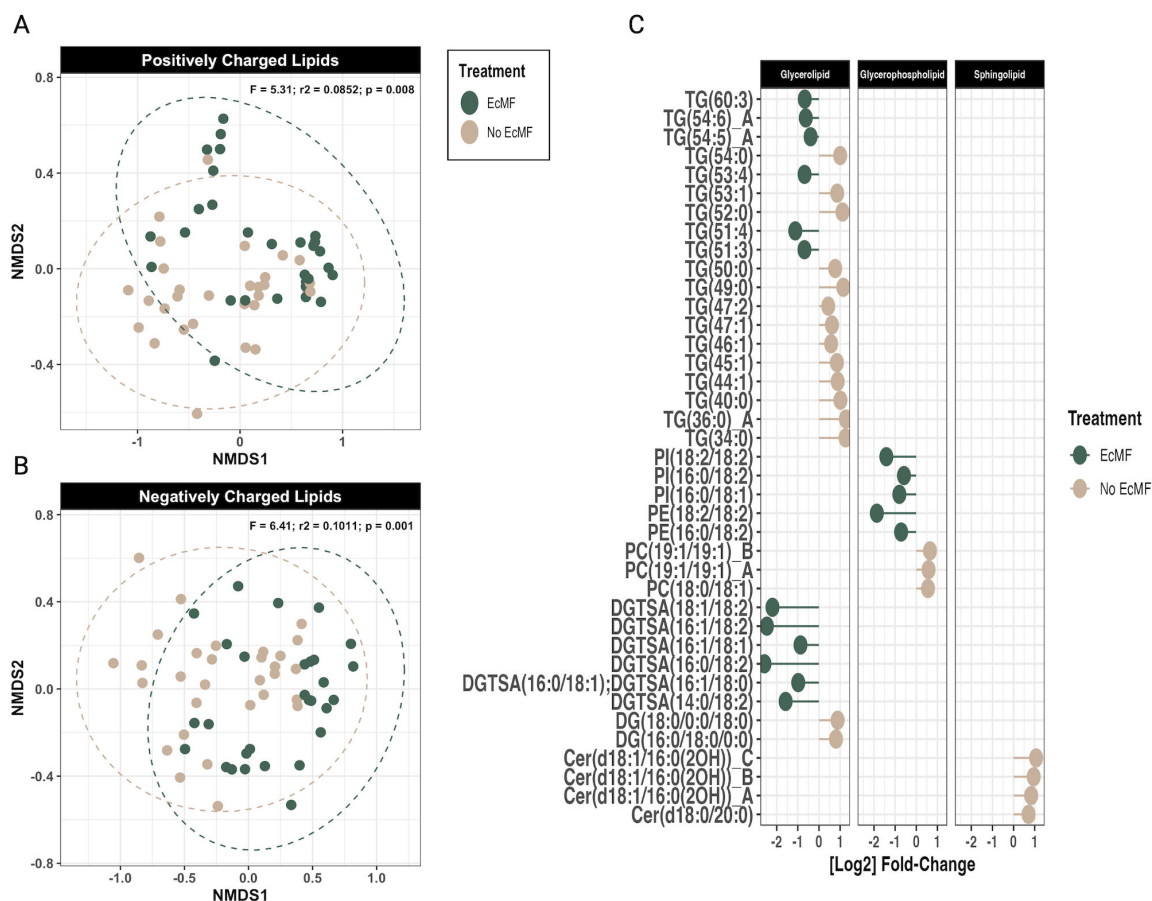 A
Positively Charged Lipids
F = 5.31; r2 = 0.0852; p = 0.008
0.8
0.4
0.0
-0.4
NMDS2
-1
0
1
NMDS1
Treatment
EcMF
No EcMF
B
Negatively Charged Lipids
F = 6.41; r2 = 0.1011; p = 0.001
0.8
0.4
0.0
-0.4
-0.8
NMDS2
-1.0
-0.5
0.0
0.5
1.0
NMDS1
C
Glycerolipid
Glycerophospholipid
Sphingolipid
TG(60:3)
TG(54:6)_A
TG(54:5)_A
TG(54:0)
TG(53:4)
TG(53:1)
TG(52:0)
TG(51:4)
TG(51:3)
TG(50:0)
TG(49:0)
TG(47:2)
TG(47:1)
TG(46:1)
TG(45:1)
TG(44:1)
TG(40:0)
TG(36:0)_A
TG(34:0)
PI(18:2/18:2)
PI(16:0/18:2)
PI(16:0/18:1)
PE(18:2/18:2)
PE(16:0/18:2)
PC(19:1/19:1)_B
PC(19:1/19:1)_A
PC(18:0/18:1)
DGTSA(18:1/18:2)
DGTSA(16:1/18:2)
DGTSA(16:1/18:1)
DGTSA(16:0/18:2)
DGTSA(16:0/18:1);DGTSA(16:1/18:0)
DGTSA(14:0/18:2)
DG(18:0/0:0/18:0)
DG(16:0/18:0/0:0)
Cer(d18:1/16:0(2OH))_C
Cer(d18:1/16:0(2OH))_B
Cer(d18:1/16:0(2OH))_A
Cer(d18:0/20:0)
-2 -1 0 1
-2 -1 0 1
-2 -1 0 1
[Log2] Fold-Change
Treatment
EcMF
No EcMF